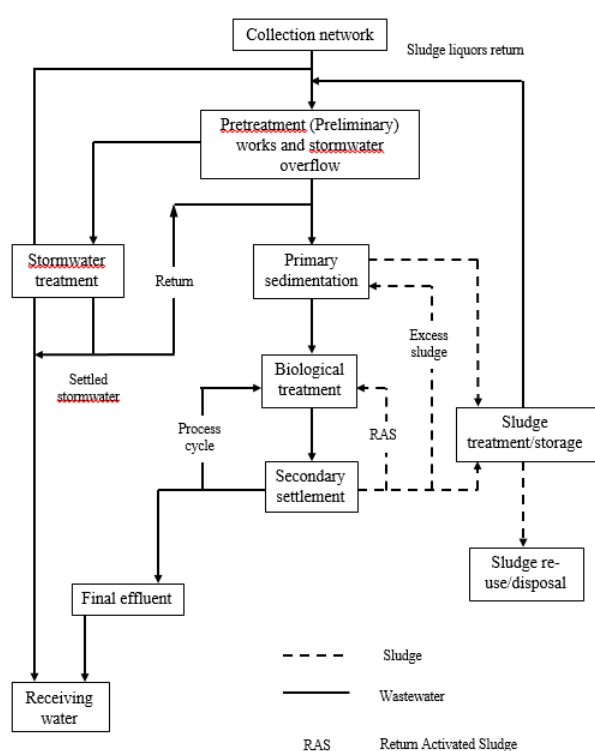 Collection network
Sludge liquors return
Pretreatment (Preliminary)
works and stormwater
overflow
Stormwater
treatment
Return
Primary
sedimentation
Excess
sludge
Settled
stormwater
Biological
treatment
Process
cycle
RAS
Sludge
treatment/storage
Secondary
settlement
Sludge re-
use/disposal
Final effluent
Sludge
Receiving
water
Wastewater
RAS Return Activated Sludge